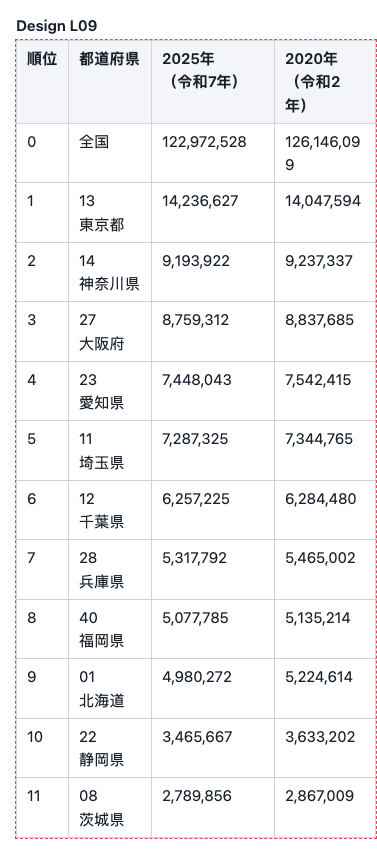 Design L09
順位 都道府県 2025年 2020年
(令和7年) (令和2
年)
0 全国 122,972,528 126,146,09
9
1 13 14,236,627 14,047,594
東京都
2 14 9,193,922 9,237,337
神奈川県
3 27 8,759,312 8,837,685
大阪府
4 23 7,448,043 7,542,415
愛知県
5 11 7,287,325 7,344,765
埼玉県
6 12 6,257,225 6,284,480
千葉県
7 28 5,317,792 5,465,002
兵庫県
8 40 5,077,785 5,135,214
福岡県
9 01 4,980,272 5,224,614
北海道
10 22 3,465,667 3,633,202
静岡県
11 08 2,789,856 2,867,009
茨城県